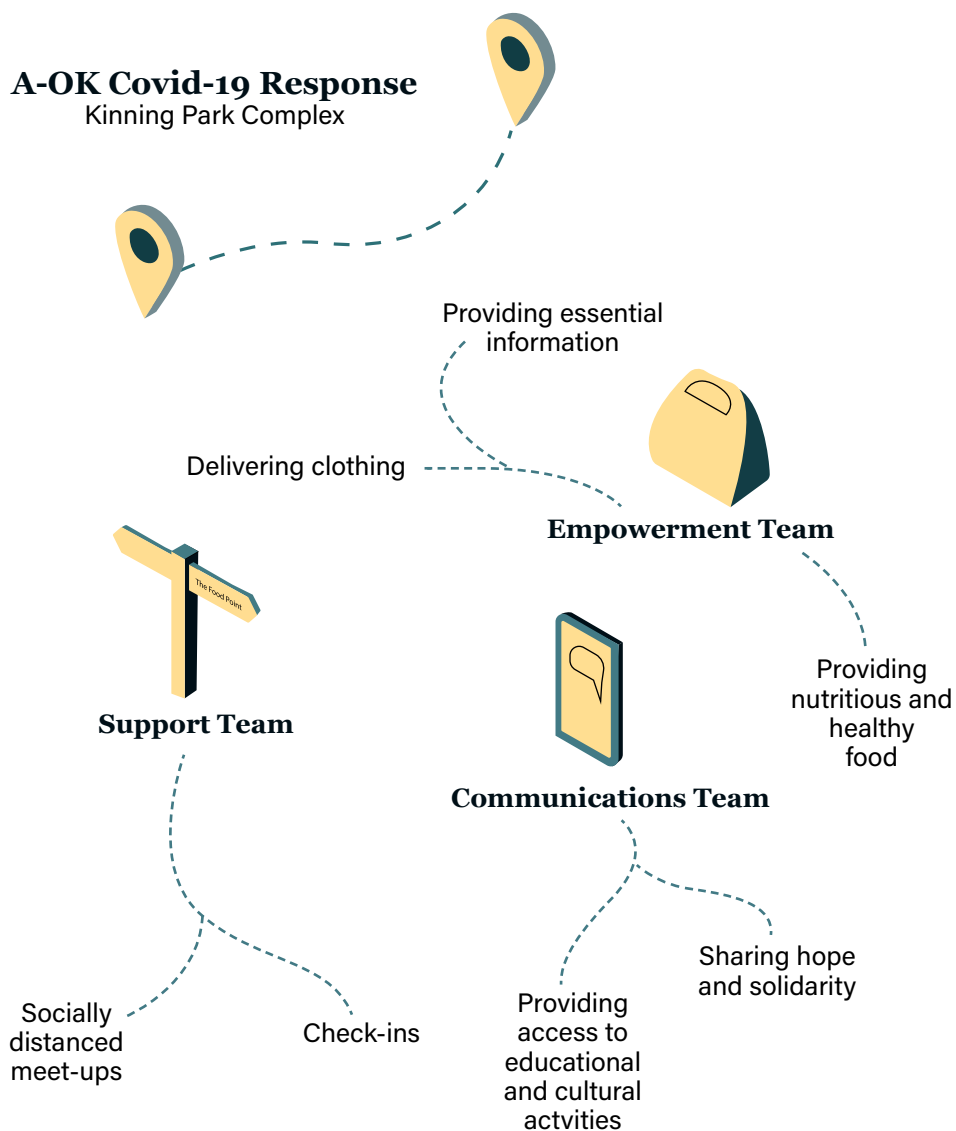 A-OK Covid-19 Response
Kinning Park Complex
Providing essential
information
Delivering clothing
Empowerment Team
The Food Point
Support Team
Providing
nutritious and
healthy
food
Communications Team
Sharing hope
and solidarity
Socially
distanced
meet-ups
Check-ins
Providing
access to
educational
and cultural
actvities